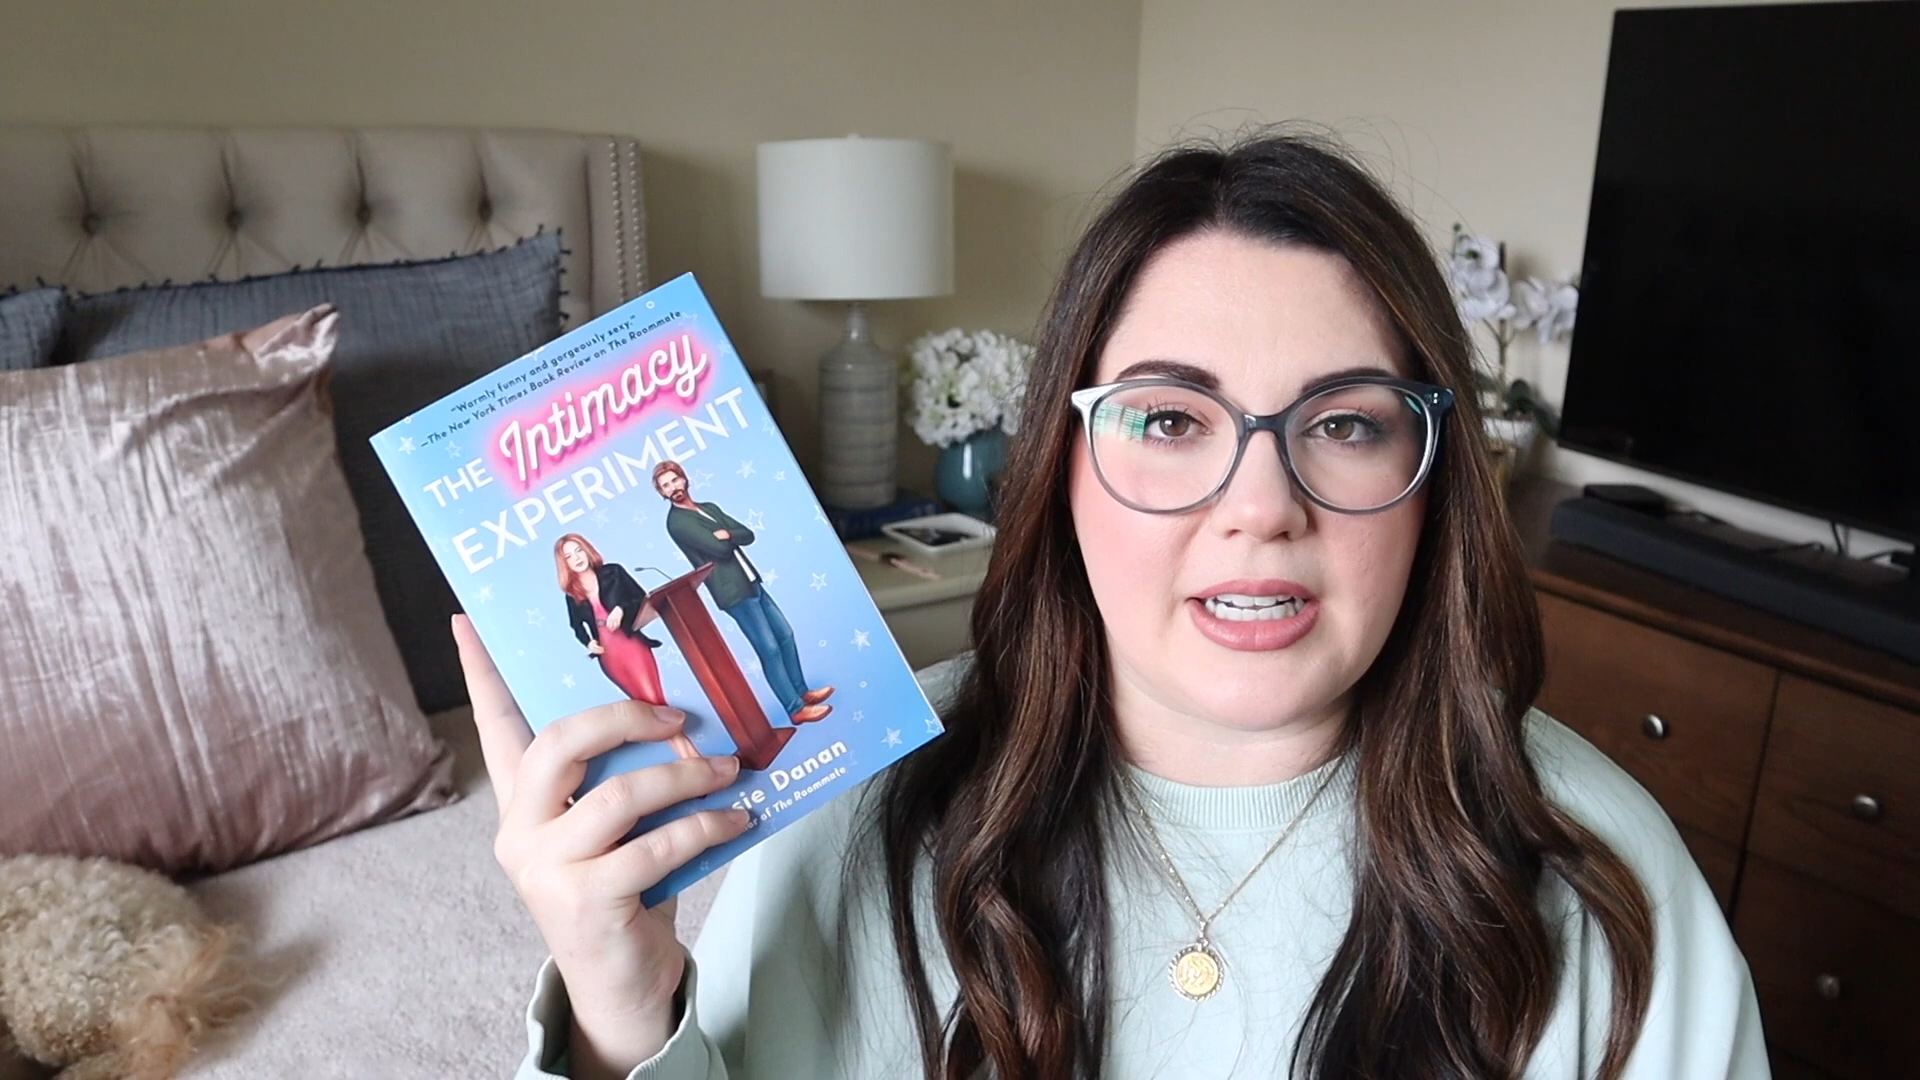 "Warmly funny and gorgeously sexy."
—The New York Times Book Review on The Roommate
THE Intimacy
EXPERIMENT
sie Danan
or of The Roommate